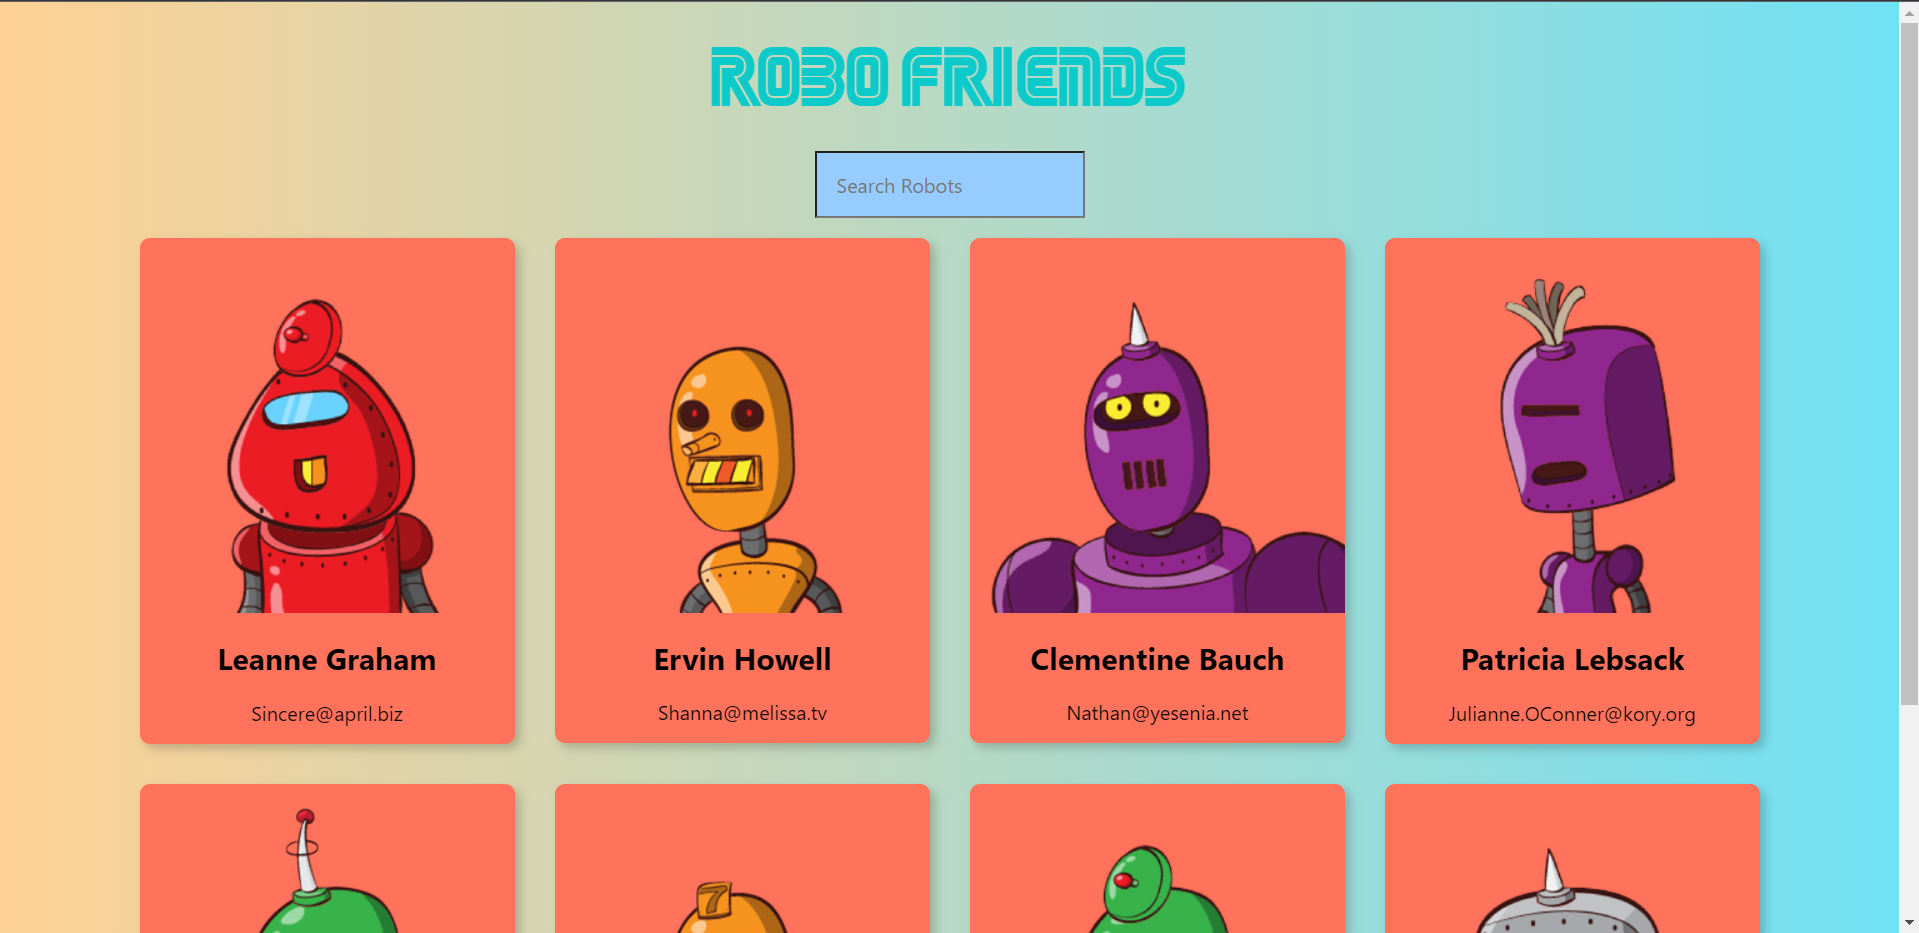 ROBO FRIENDS
Search Robots
Leanne Graham
Sincere@april.biz
Ervin Howell
Shanna@melissa.tv
Clementine Bauch
Nathan@yesenia.net
Patricia Lebsack
Julianne.OConner@kory.org
7